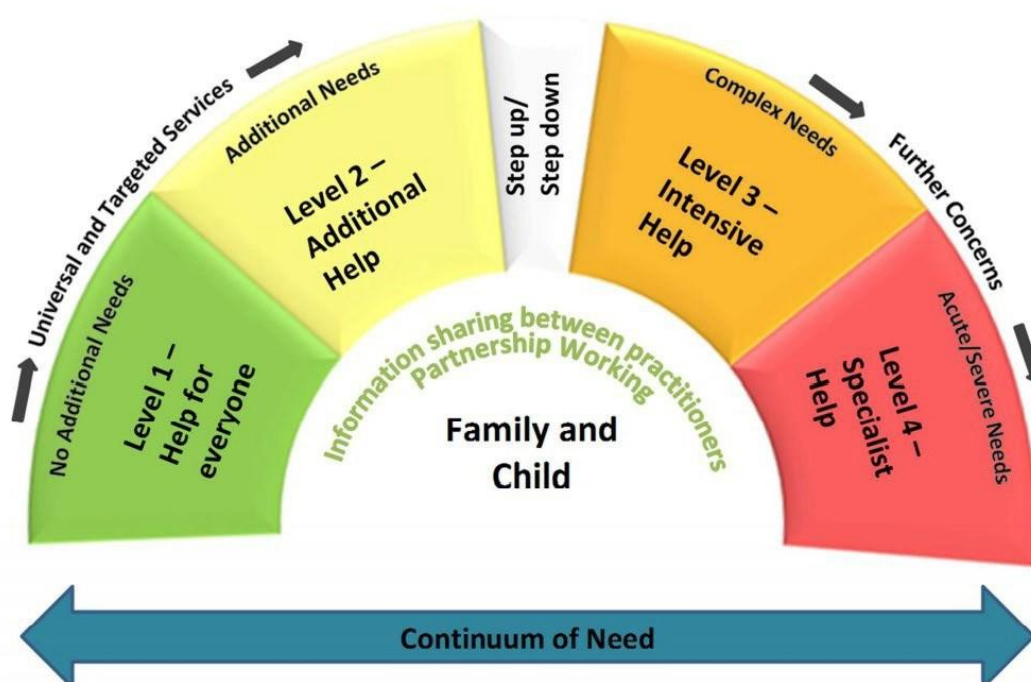 Universal and Targeted Services
No Additional Needs
Level 1 –
Help for
everyone
Additional Needs
Level 2 –
Additional
Help
Step up/
Step down
Complex Needs
Level 3 –
Intensive
Help
Further Concerns
Acute/Severe Needs
Level 4 –
Specialist
Help
Information sharing between practitioners
Partnership Working
Family and
Child
Continuum of Need